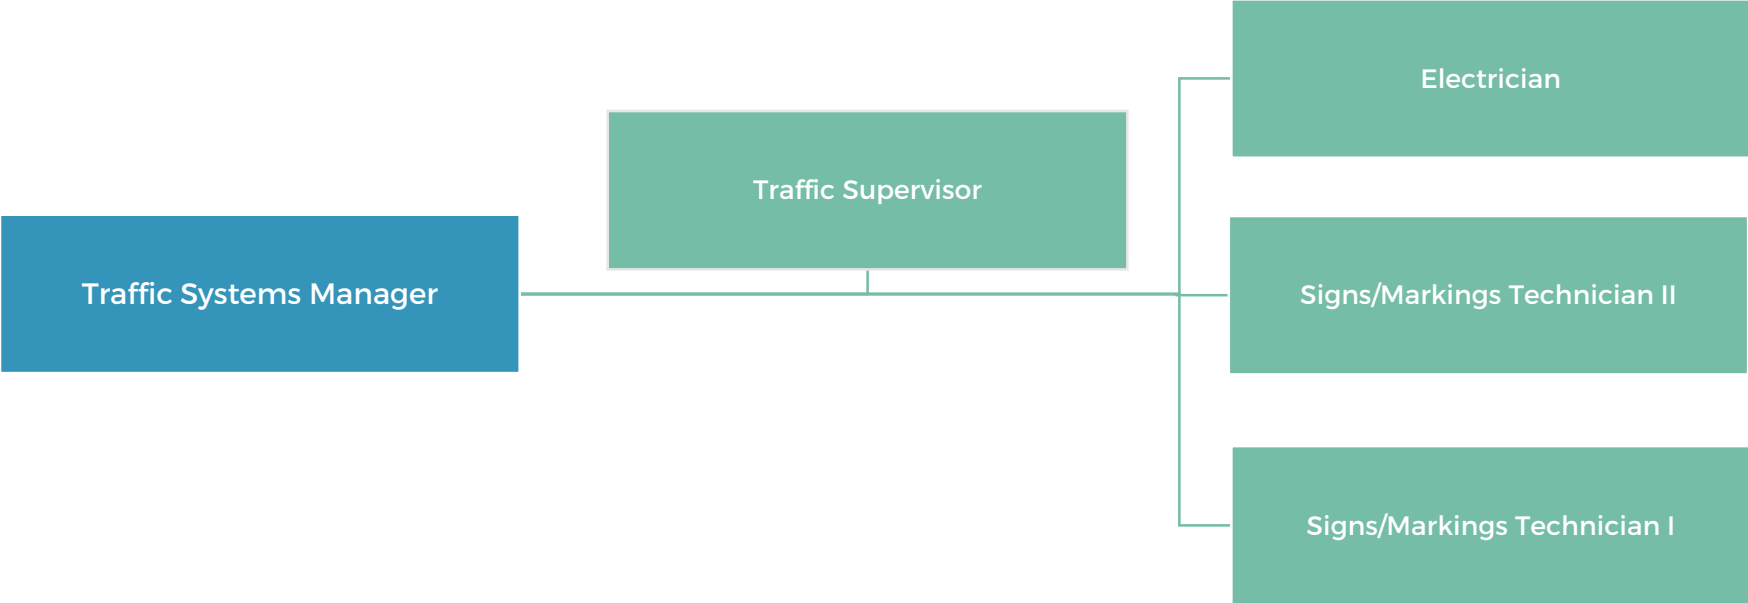 Traffic Systems Manager
Traffic Supervisor
Electrician
Signs/Markings Technician II
Signs/Markings Technician I